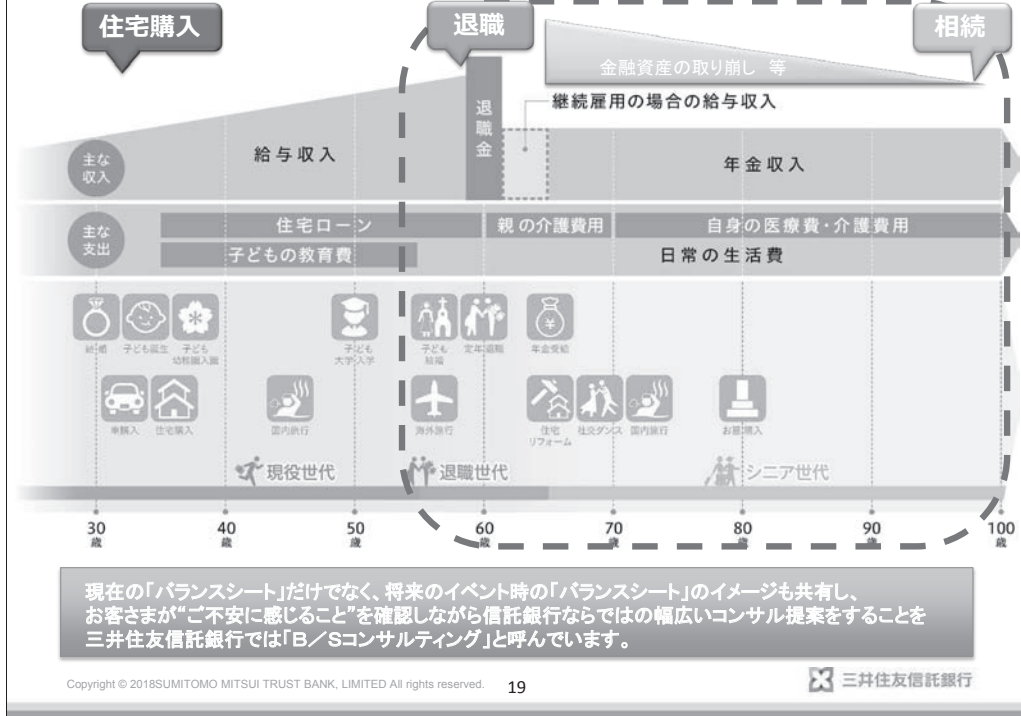 住宅購入
退職
相続
金融資産の取り崩し 等
継続雇用の場合の給与収入
退職金
主な
収入
給与収入
年金収入
主な
支出
住宅ローン
親の介護費用
自身の医療費・介護費用
子どもの教育費
日常の生活費
結婚
子ども誕生
子ども
幼稚園入園
子ども
大学入学
子ども
結婚
定年退職
年金受給
車購入
住宅購入
国内旅行
海外旅行
住宅
リフォーム
社交ダンス
国内旅行
お墓購入
現役世代
退職世代
シニア世代
30
歳
40
歳
50
歳
60
歳
70
歳
80
歳
90
歳
100
歳
現在の「バランスシート」だけでなく、将来のイベント時の「バランスシート」のイメージも共有し、
お客さまが“ご不安に感じること”を確認しながら信託銀行ならではの幅広いコンサル提案をすることを
三井住友信託銀行では「B/Sコンサルティング」と呼んでいます。
Copyright © 2018SUMITOMO MITSUI TRUST BANK, LIMITED All rights reserved.
19
三井住友信託銀行